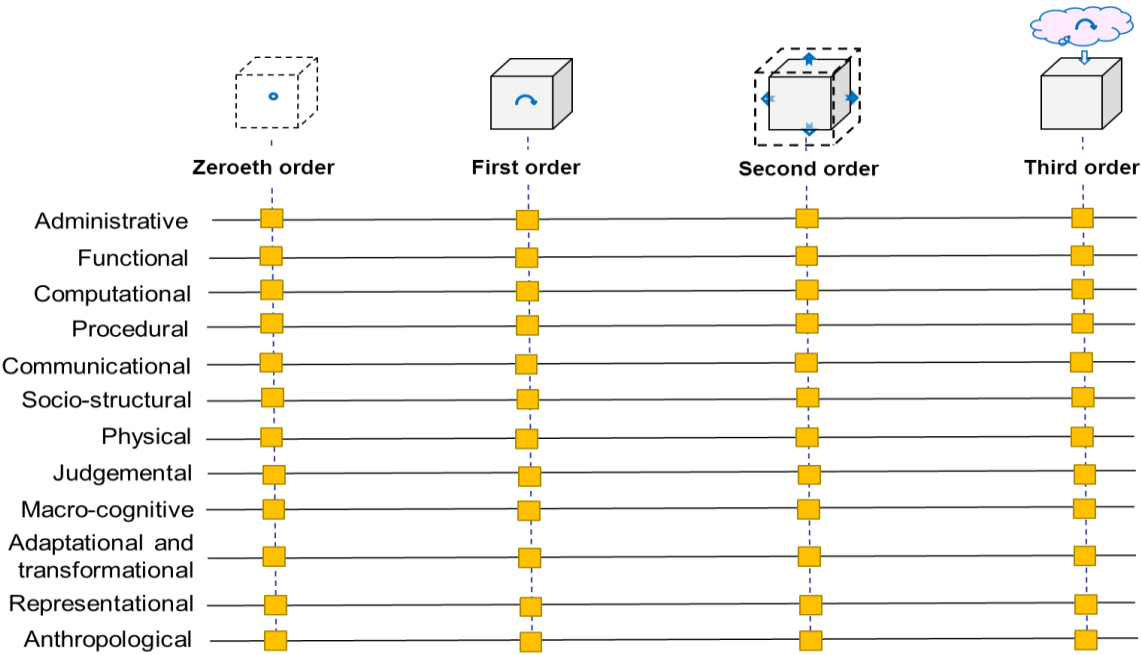 Zeroeth order First order Second order Third order
Administrative
Functional
Computational
Procedural
Communicational
Socio-structural
Physical
Judgemental
Macro-cognitive
Adaptational and
transformational
Representational
Anthropological